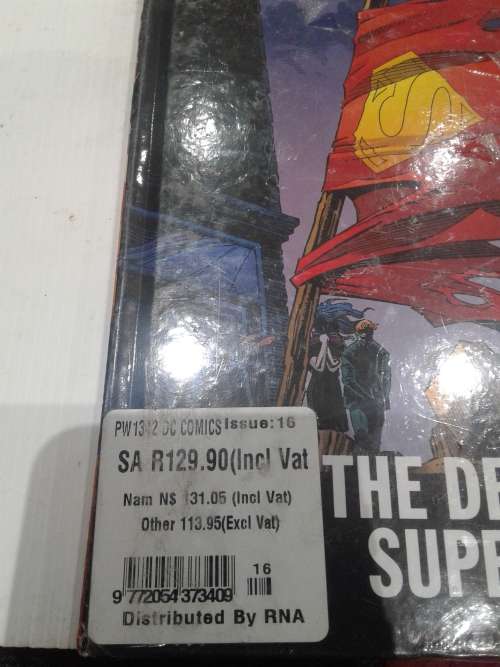 S
PW1342 DC COMICS Issue: 16
SA R129.90(Incl Vat
Nam N$ 131.05 (Incl Vat)
Other 113.95(Excl Vat)
16
9 772054 373409
Distributed By RNA
THE DE
SUPE